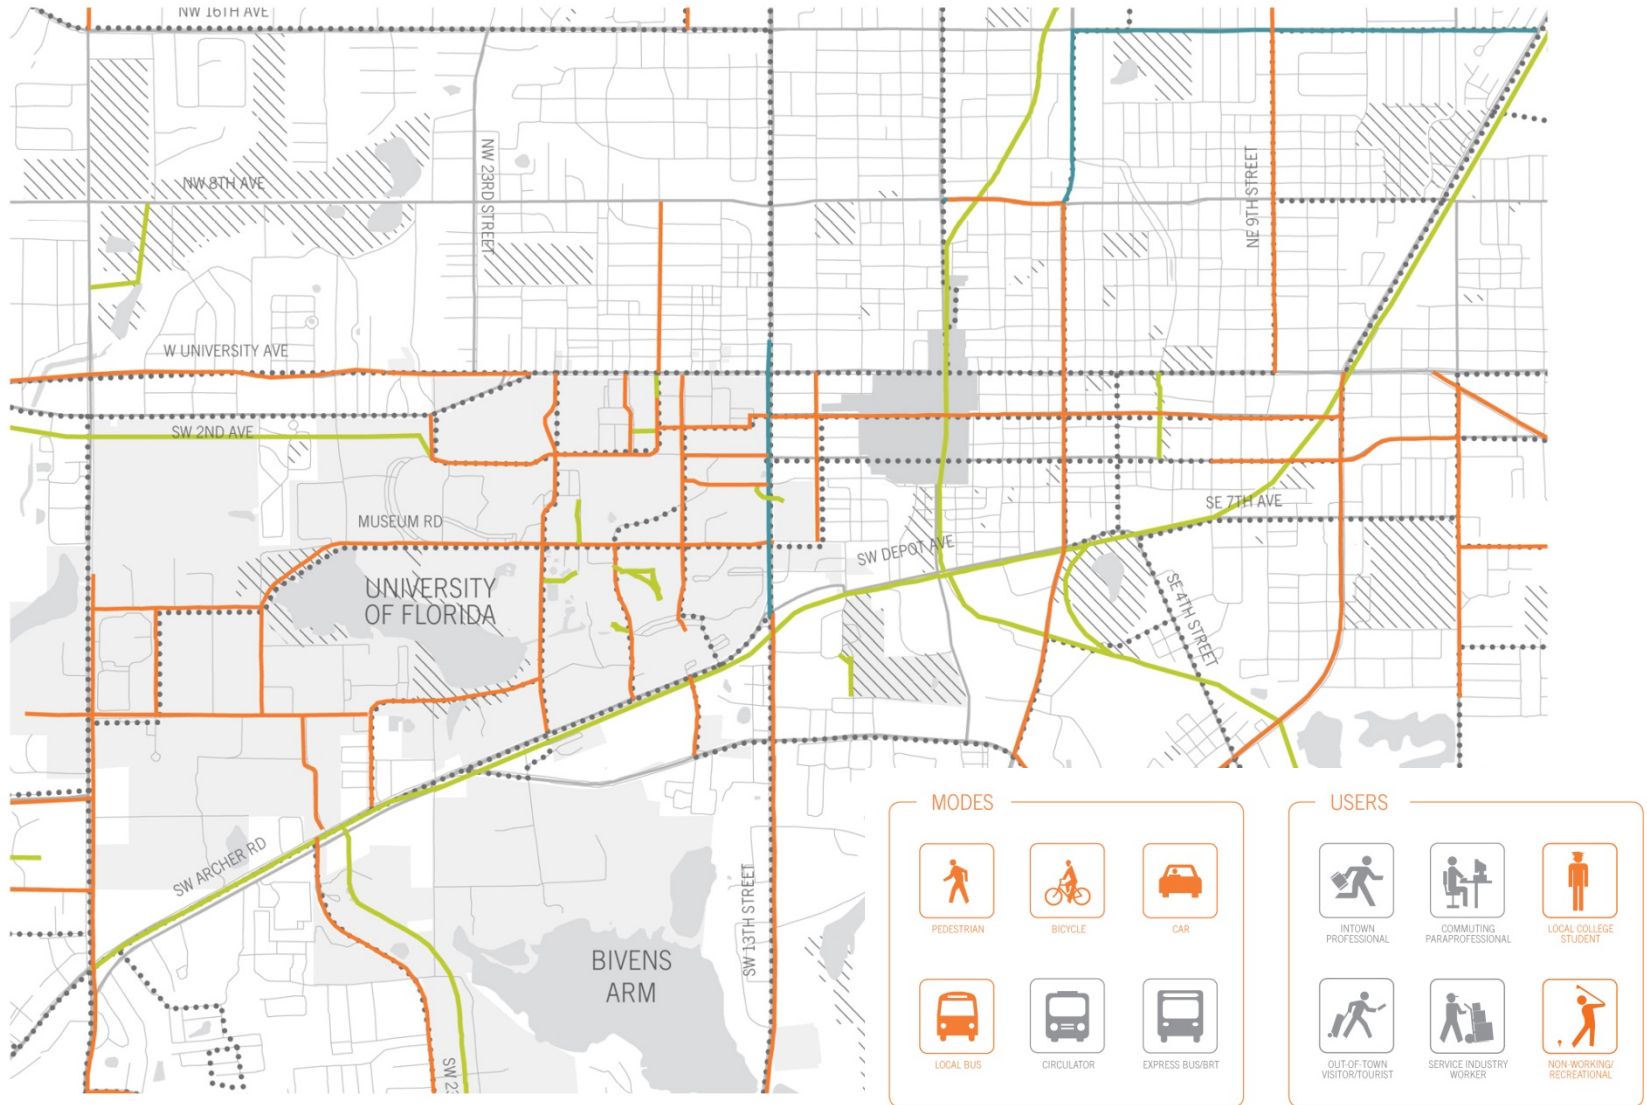 NW 16TH AVE
NW 8TH AVE
NW 23RD STREET
NE 9TH STREET
W UNIVERSITY AVE
SW 2ND AVE
MUSEUM RD
SE 7TH AVE
SW DEPOT AVE
UNIVERSITY
OF FLORIDA
SE 4TH STREET
SW ARCHER RD
SW 13TH STREET
BIVENS
ARM
SW 23
MODES
PEDESTRIAN
BICYCLE
CAR
LOCAL BUS
CIRCULATOR
EXPRESS BUS/BRT
USERS
INTOWN
PROFESSIONAL
COMMUTING
PARAPROFESSIONAL
LOCAL COLLEGE
STUDENT
OUT-OF-TOWN
VISITOR/TOURIST
SERVICE INDUSTRY
WORKER
NON-WORKING/
RECREATIONAL